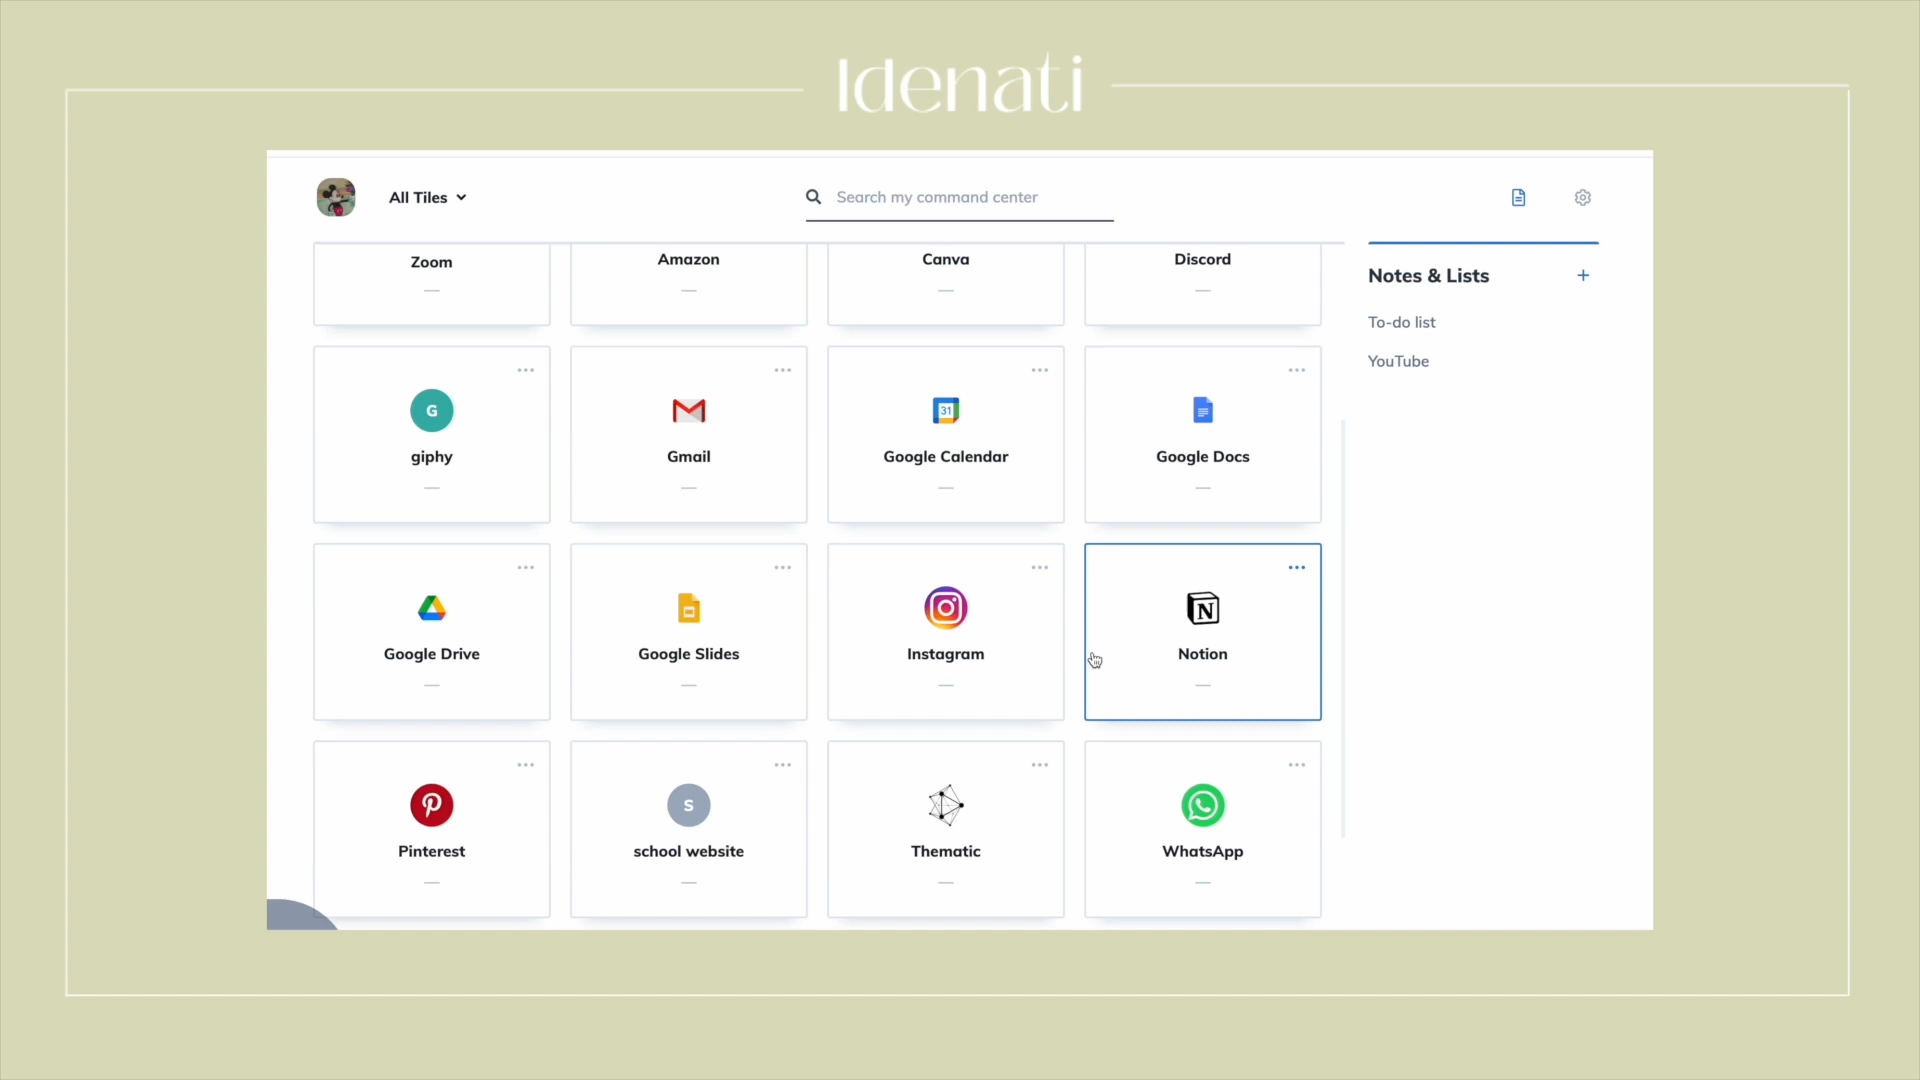 Idenati
All Tiles
Search my command center
Zoom
Amazon
Canva
Discord
Notes & Lists
+
To-do list
YouTube
G
giphy
Gmail
31
Google Calendar
Google Docs
Google Drive
Google Slides
Instagram
N
Notion
Pinterest
S
school website
Thematic
WhatsApp